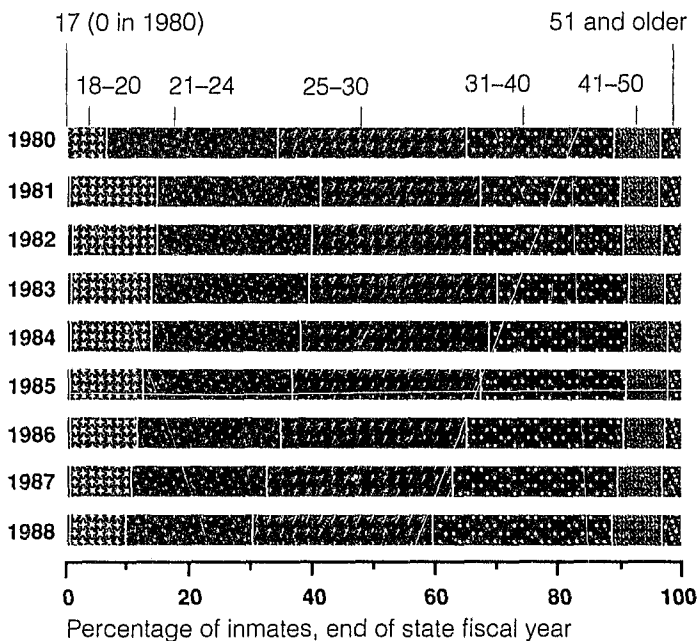 17 (0 in 1980) 51 and older
18–20 21–24 25–30 31–40 41–50
1980
1981
1982
1983
1984
1985
1986
1987
1988
0 20 40 60 80 100
Percentage of inmates, end of state fiscal year